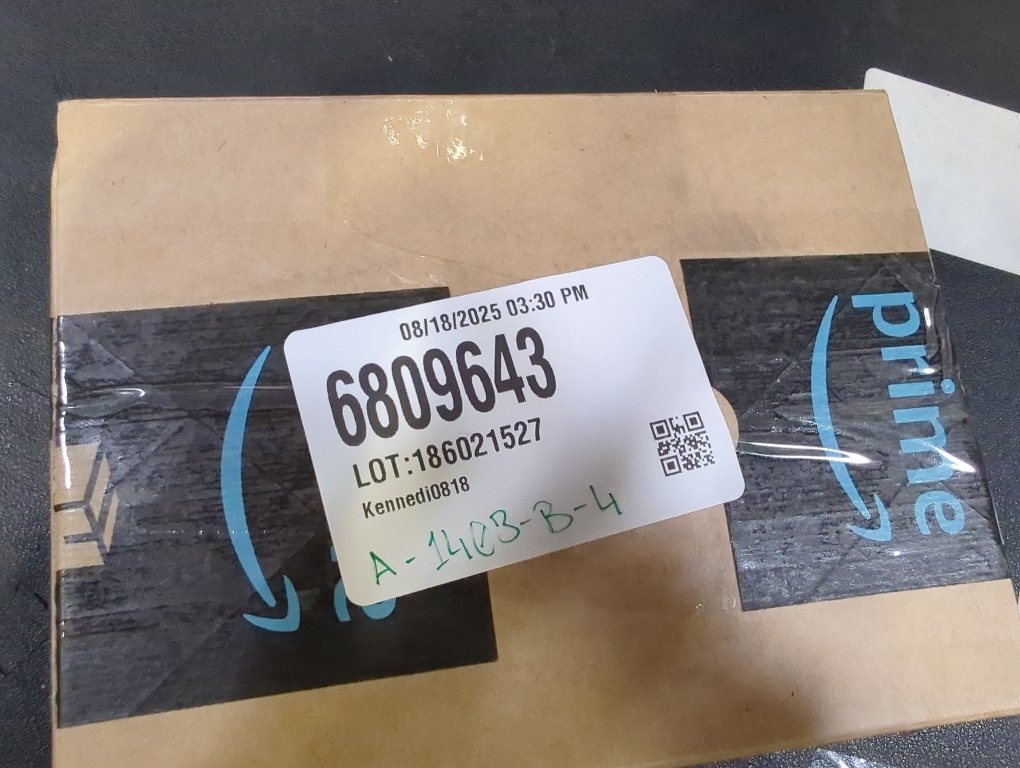 08/18/2025 03:30 PM
6809643
LOT:186021527
Kennedi0818
A-1403-B-4
prime